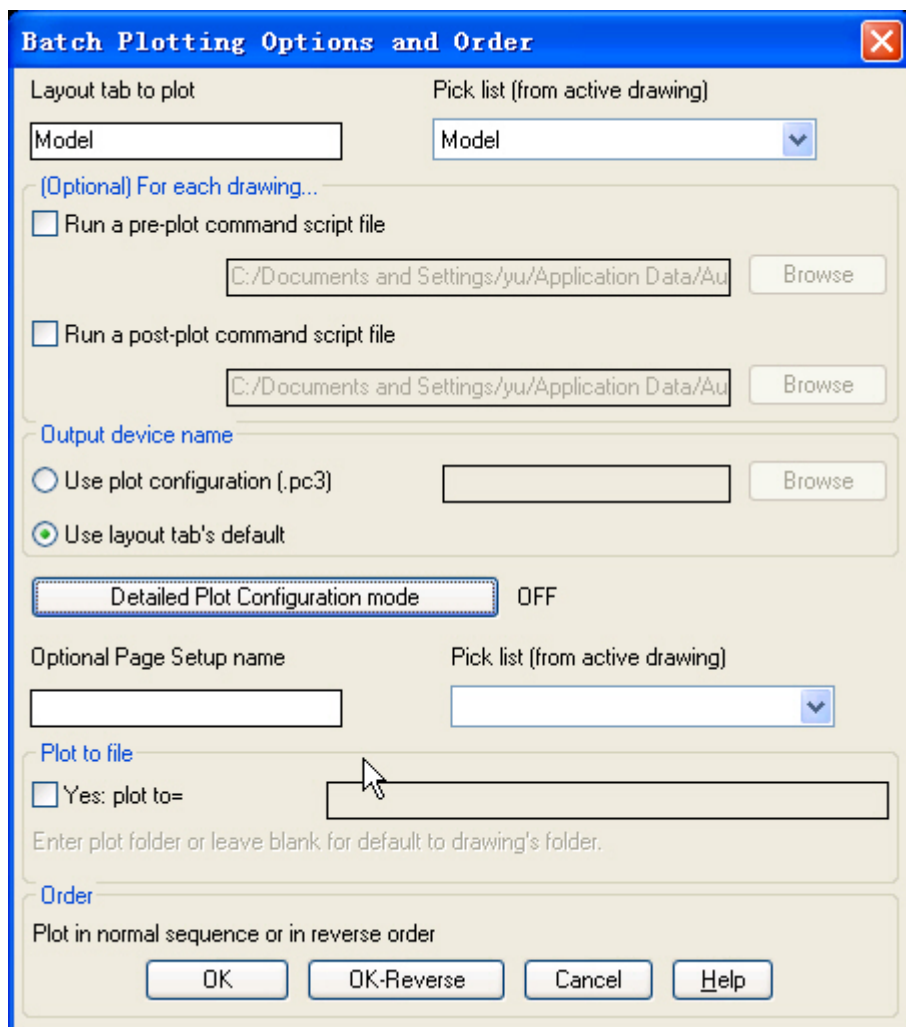 Batch Plotting Options and Order
Layout tab to plot
Pick list (from active drawing)
Model
Model
(Optional) For each drawing...
Run a pre-plot command script file
C:/Documents and Settings/yu/Application Data/Au
Browse
Run a post-plot command script file
C:/Documents and Settings/yu/Application Data/Au
Browse
Output device name
Use plot configuration (.pc3)
Browse
Use layout tab's default
Detailed Plot Configuration mode
OFF
Optional Page Setup name
Pick list (from active drawing)
Plot to file
Yes: plot to=
Enter plot folder or leave blank for default to drawing's folder.
Order
Plot in normal sequence or in reverse order
OK
OK-Reverse
Cancel
Help